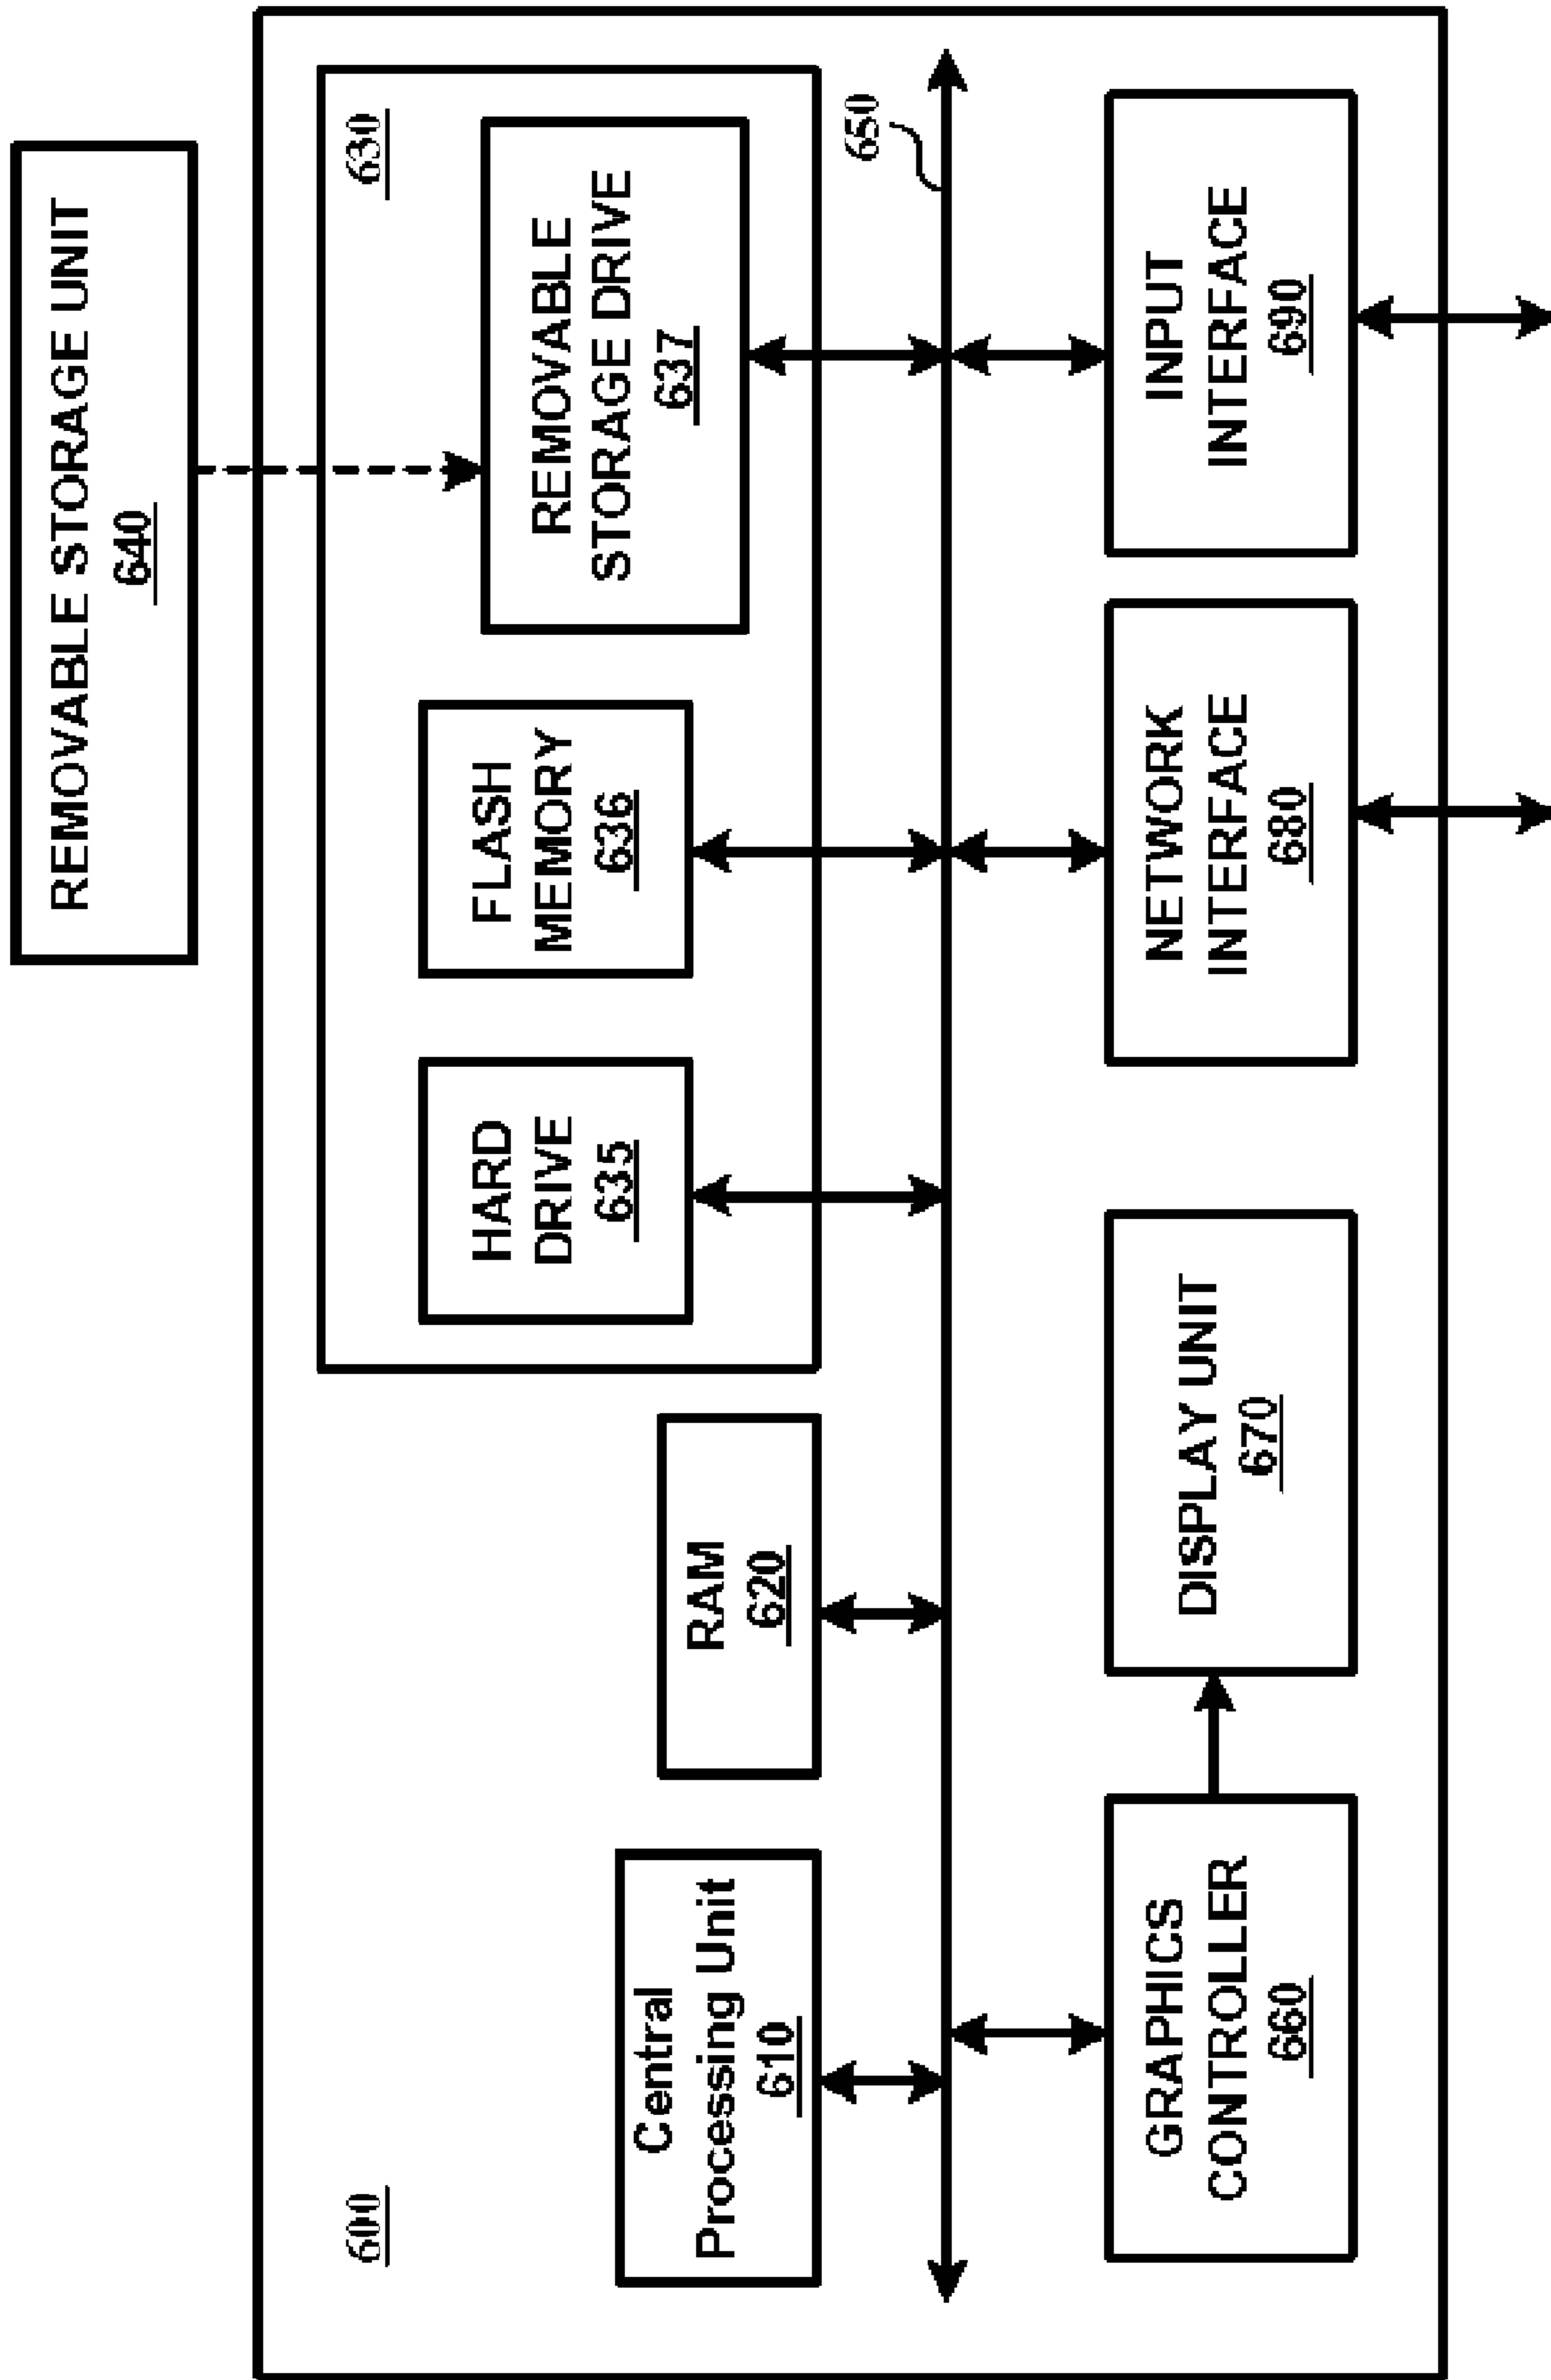 REMOVABLE STORAGE UNIT
640
600
630
Central
Processing Unit
610
RAM
620
HARD
DRIVE
635
FLASH
MEMORY
636
REMOVABLE
STORAGE DRIVE
637
650
GRAPHICS
CONTROLLER
660
DISPLAY UNIT
670
NETWORK
INTERFACE
680
INPUT
INTERFACE
690